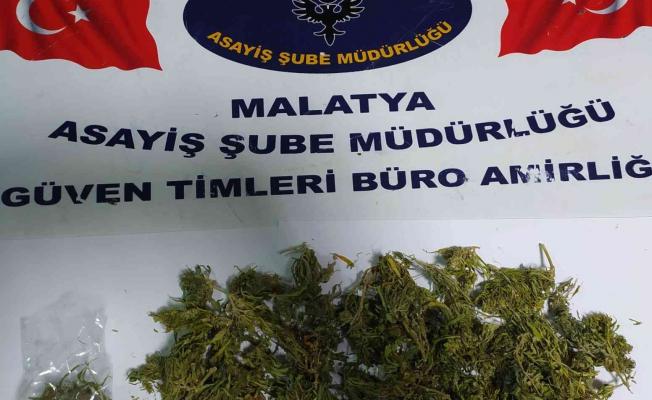 ASAYİŞ ŞUBE MÜDÜRLÜĞÜ
MALATYA
ASAYİŞ ŞUBE MÜDÜRLÜĞÜ
GÜVEN TİMLERİ BÜRO AMİRLİĞ